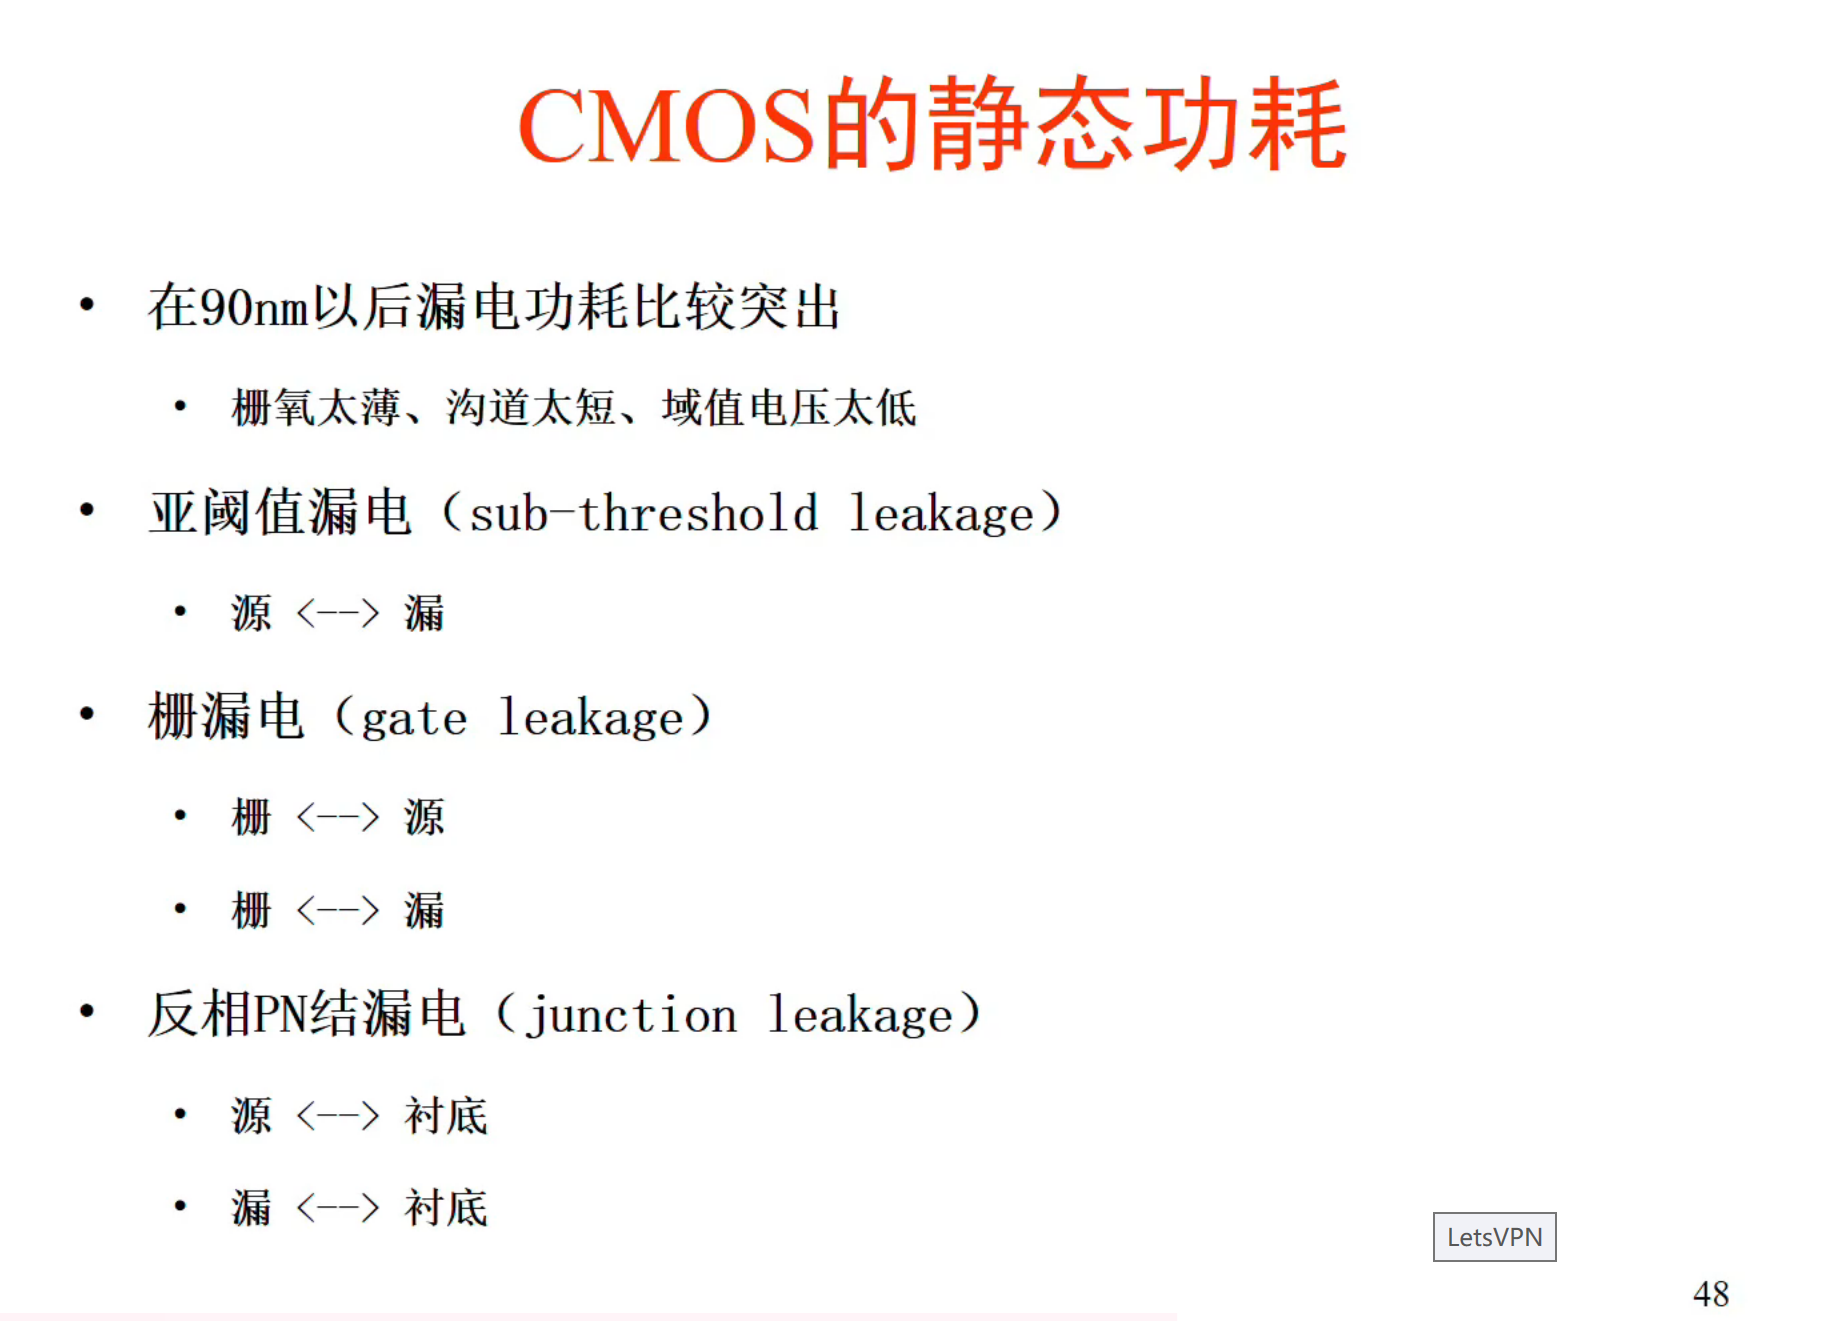 CMOS的静态功耗
• 在90nm以后漏电功耗比较突出
• 栅氧太薄、沟道太短、域值电压太低
• 亚阈值漏电（sub-threshold leakage）
• 源 <--> 漏
• 栅漏电（gate leakage）
• 栅 <--> 源
• 栅 <--> 漏
• 反相PN结漏电（junction leakage）
• 源 <--> 衬底
• 漏 <--> 衬底
LetsVPN
48